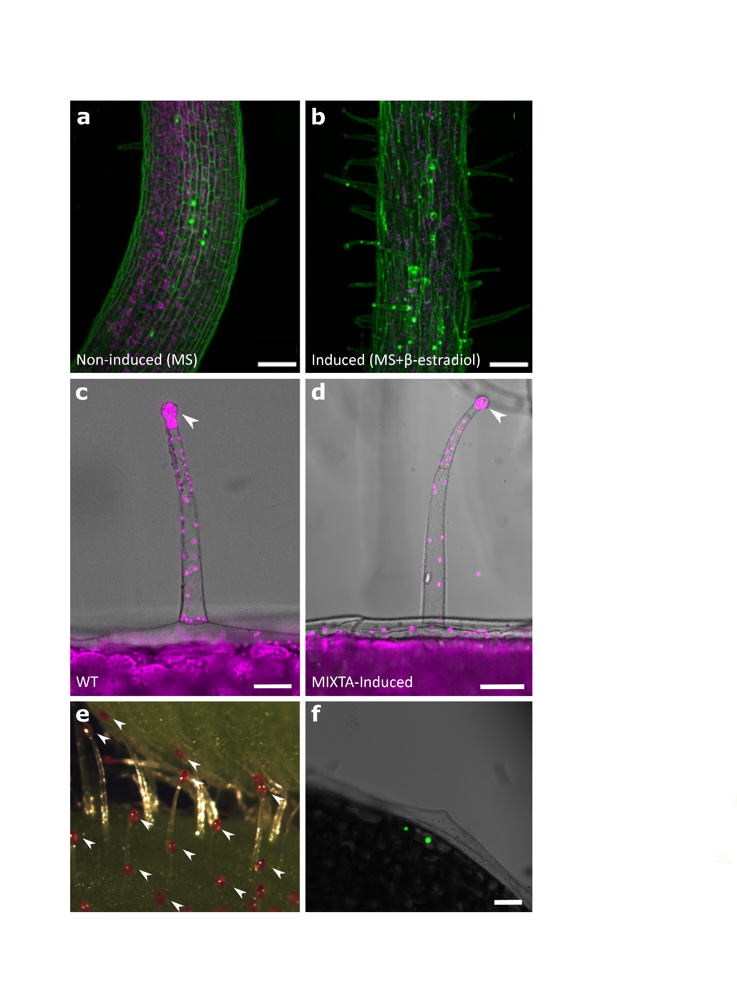 a
b
Non-induced (MS)
Induced (MS+β-estradiol)
c
d
WT
MIXTA-Induced
e
f